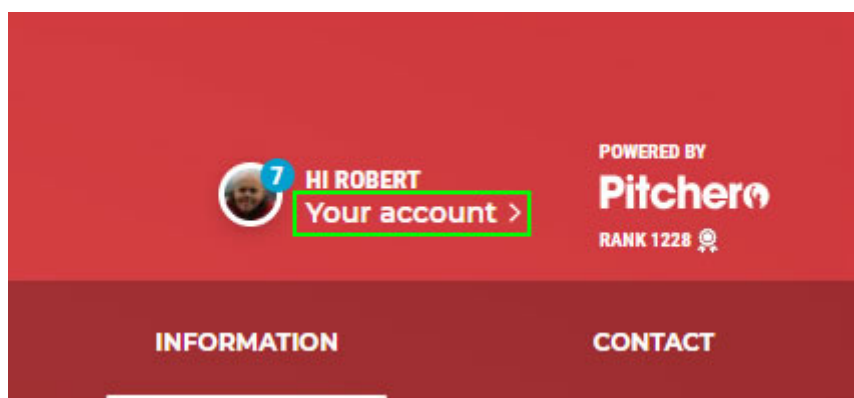 7
HI ROBERT
Your account >
POWERED BY
Pitchero
RANK 1228
INFORMATION
CONTACT